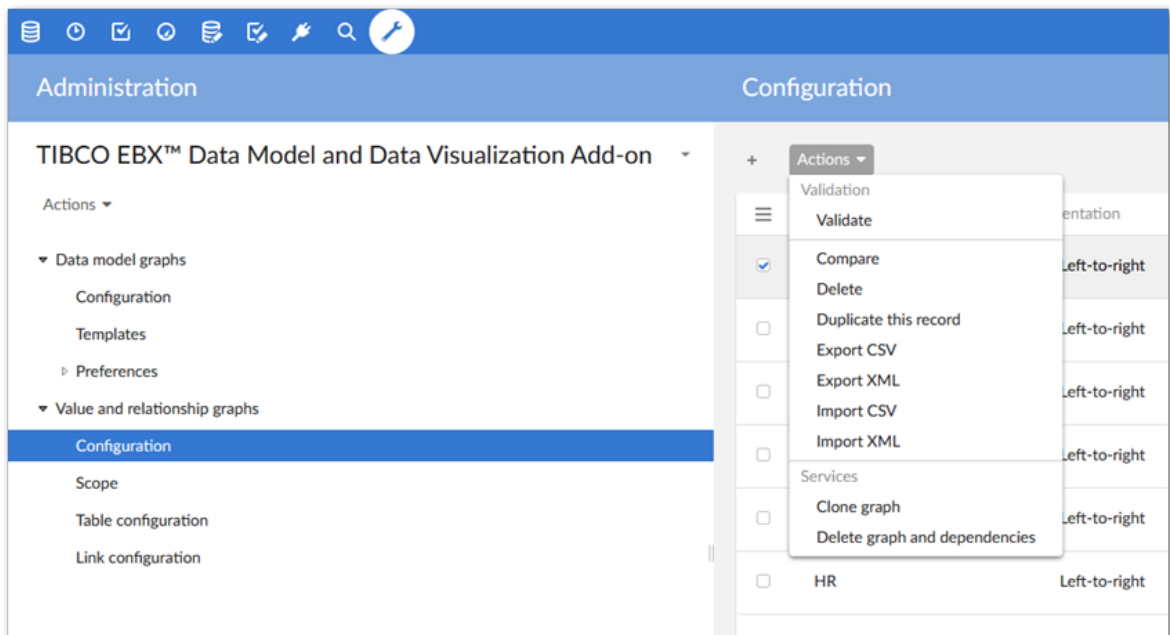 Administration
Configuration
TIBCO EBX™ Data Model and Data Visualization Add-on
Actions
Data model graphs
Configuration
Templates
Preferences
Value and relationship graphs
Configuration
Scope
Table configuration
Link configuration
+
Actions
Validation
Validate
Compare
Delete
Duplicate this record
Export CSV
Export XML
Import CSV
Import XML
Services
Clone graph
Delete graph and dependencies
entation
Left-to-right
Left-to-right
Left-to-right
Left-to-right
Left-to-right
HR Left-to-right